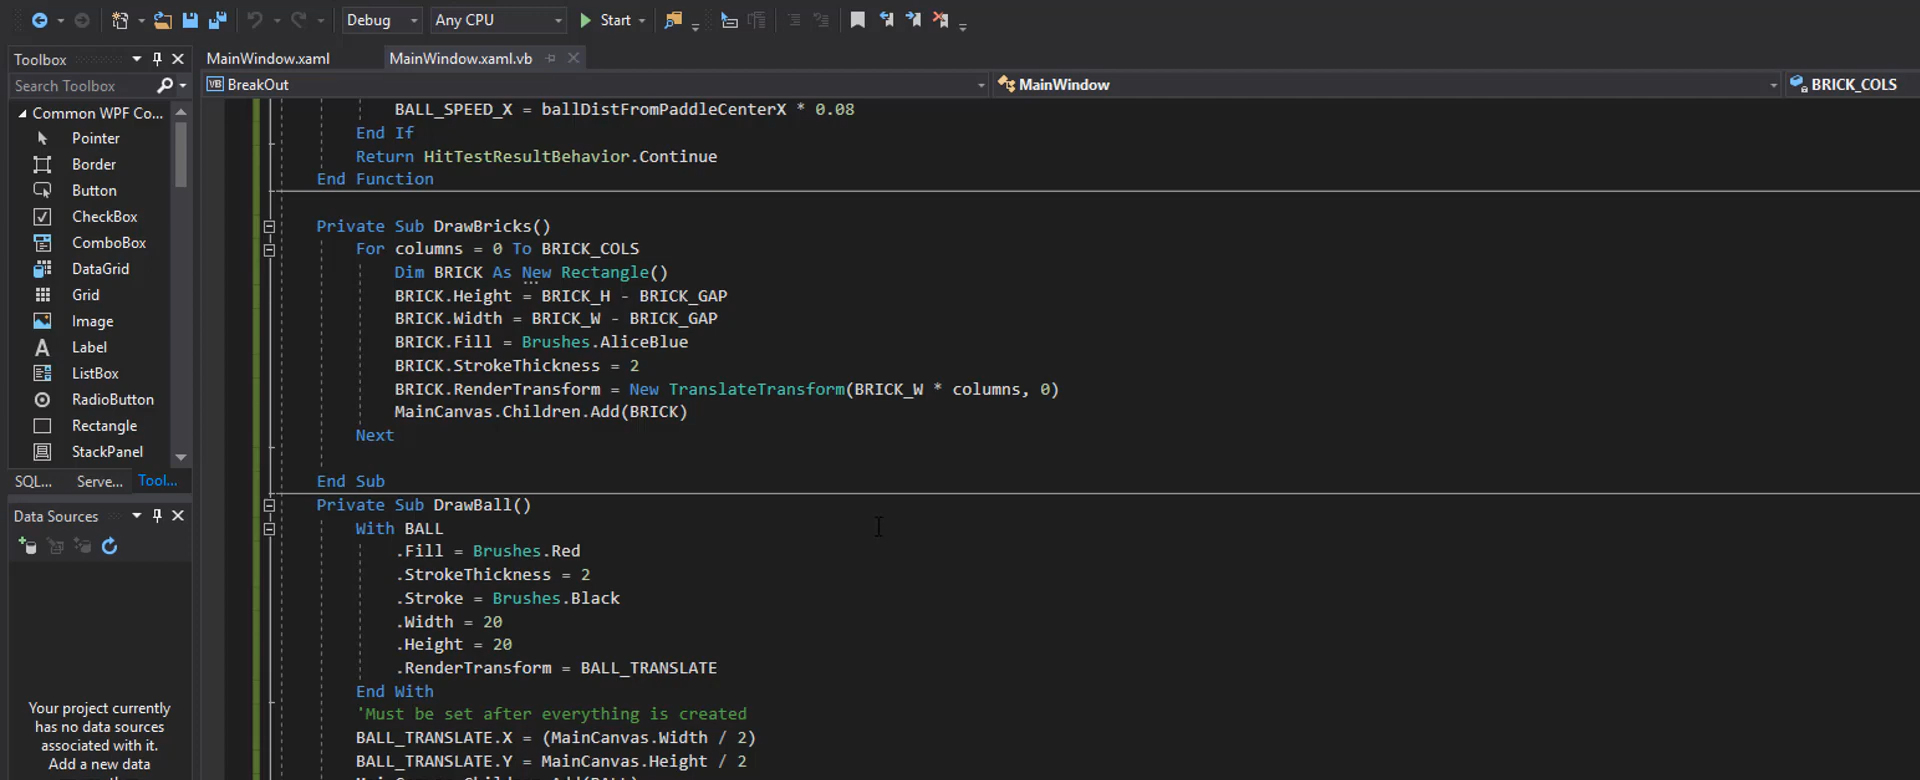 Debug Any CPU Start
Toolbox
MainWindow.xaml MainWindow.xaml.vb
Search Toolbox
VB BreakOut MainWindow BRICK_COLS
Common WPF Co...
Pointer
Border
Button
CheckBox
ComboBox
DataGrid
Grid
Image
A Label
ListBox
RadioButton
Rectangle
StackPanel
SQL... Serve... Tool...
Data Sources
Your project currently
has no data sources
associated with it.
Add a new data
BALL_SPEED_X = ballDistFromPaddleCenterX * 0.08
End If
Return HitTestResultBehavior.Continue
End Function
Private Sub DrawBricks()
For columns = 0 To BRICK_COLS
Dim BRICK As New Rectangle()
BRICK.Height = BRICK_H - BRICK_GAP
BRICK.Width = BRICK_W - BRICK_GAP
BRICK.Fill = Brushes.AliceBlue
BRICK.StrokeThickness = 2
BRICK.RenderTransform = New TranslateTransform(BRICK_W * columns, 0)
MainCanvas.Children.Add(BRICK)
Next
End Sub
Private Sub DrawBall()
With BALL
.Fill = Brushes.Red
.StrokeThickness = 2
.Stroke = Brushes.Black
.Width = 20
.Height = 20
.RenderTransform = BALL_TRANSLATE
End With
'Must be set after everything is created
BALL_TRANSLATE.X = (MainCanvas.Width / 2)
BALL_TRANSLATE.Y = MainCanvas.Height / 2